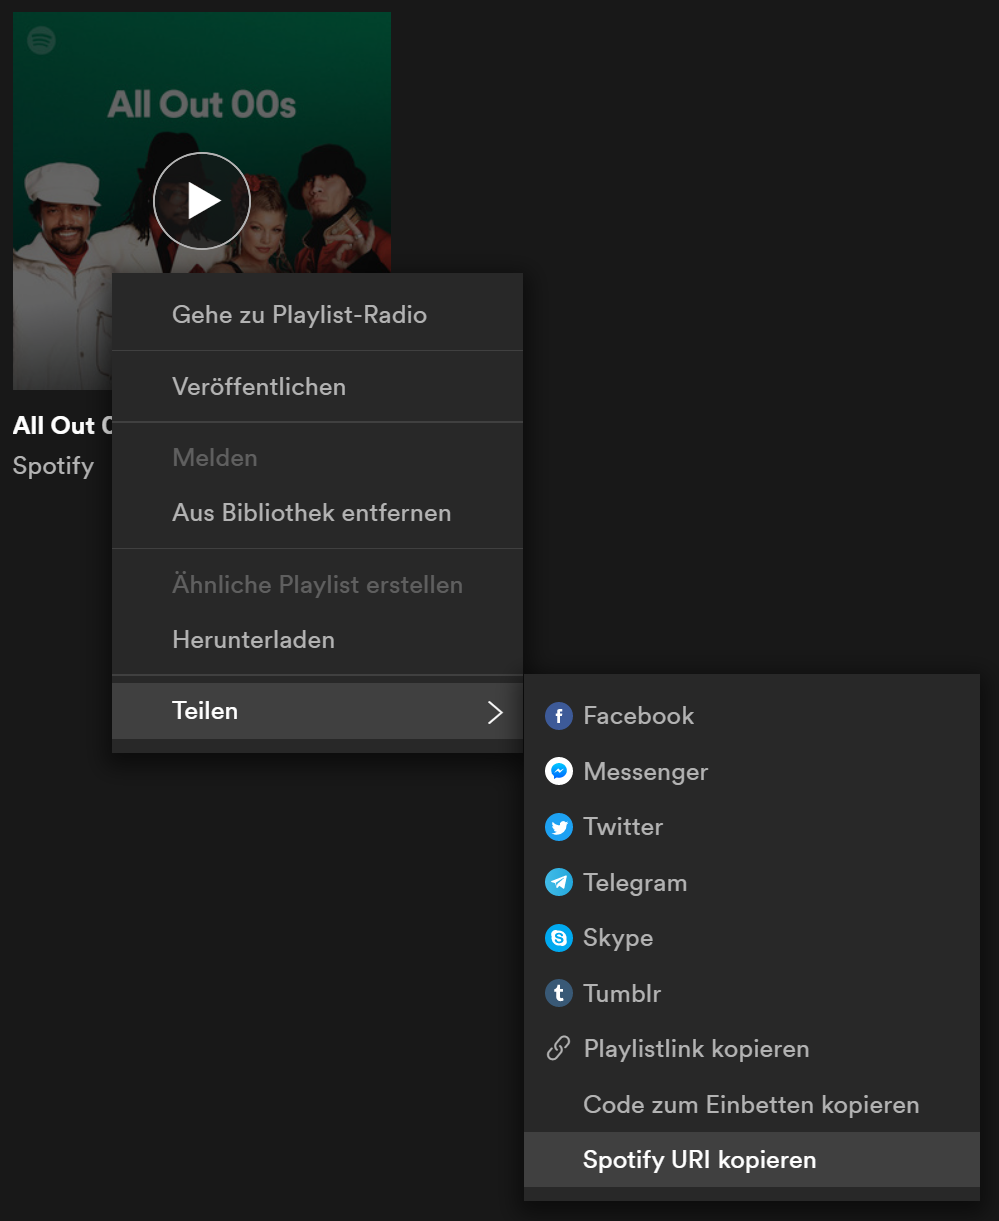 All Out 00s
Gehe zu Playlist-Radio
Veröffentlichen
All Out
Spotify
Melden
Aus Bibliothek entfernen
Ähnliche Playlist erstellen
Herunterladen
Teilen
Facebook
Messenger
Twitter
Telegram
Skype
Tumblr
Playlistlink kopieren
Code zum Einbetten kopieren
Spotify URI kopieren